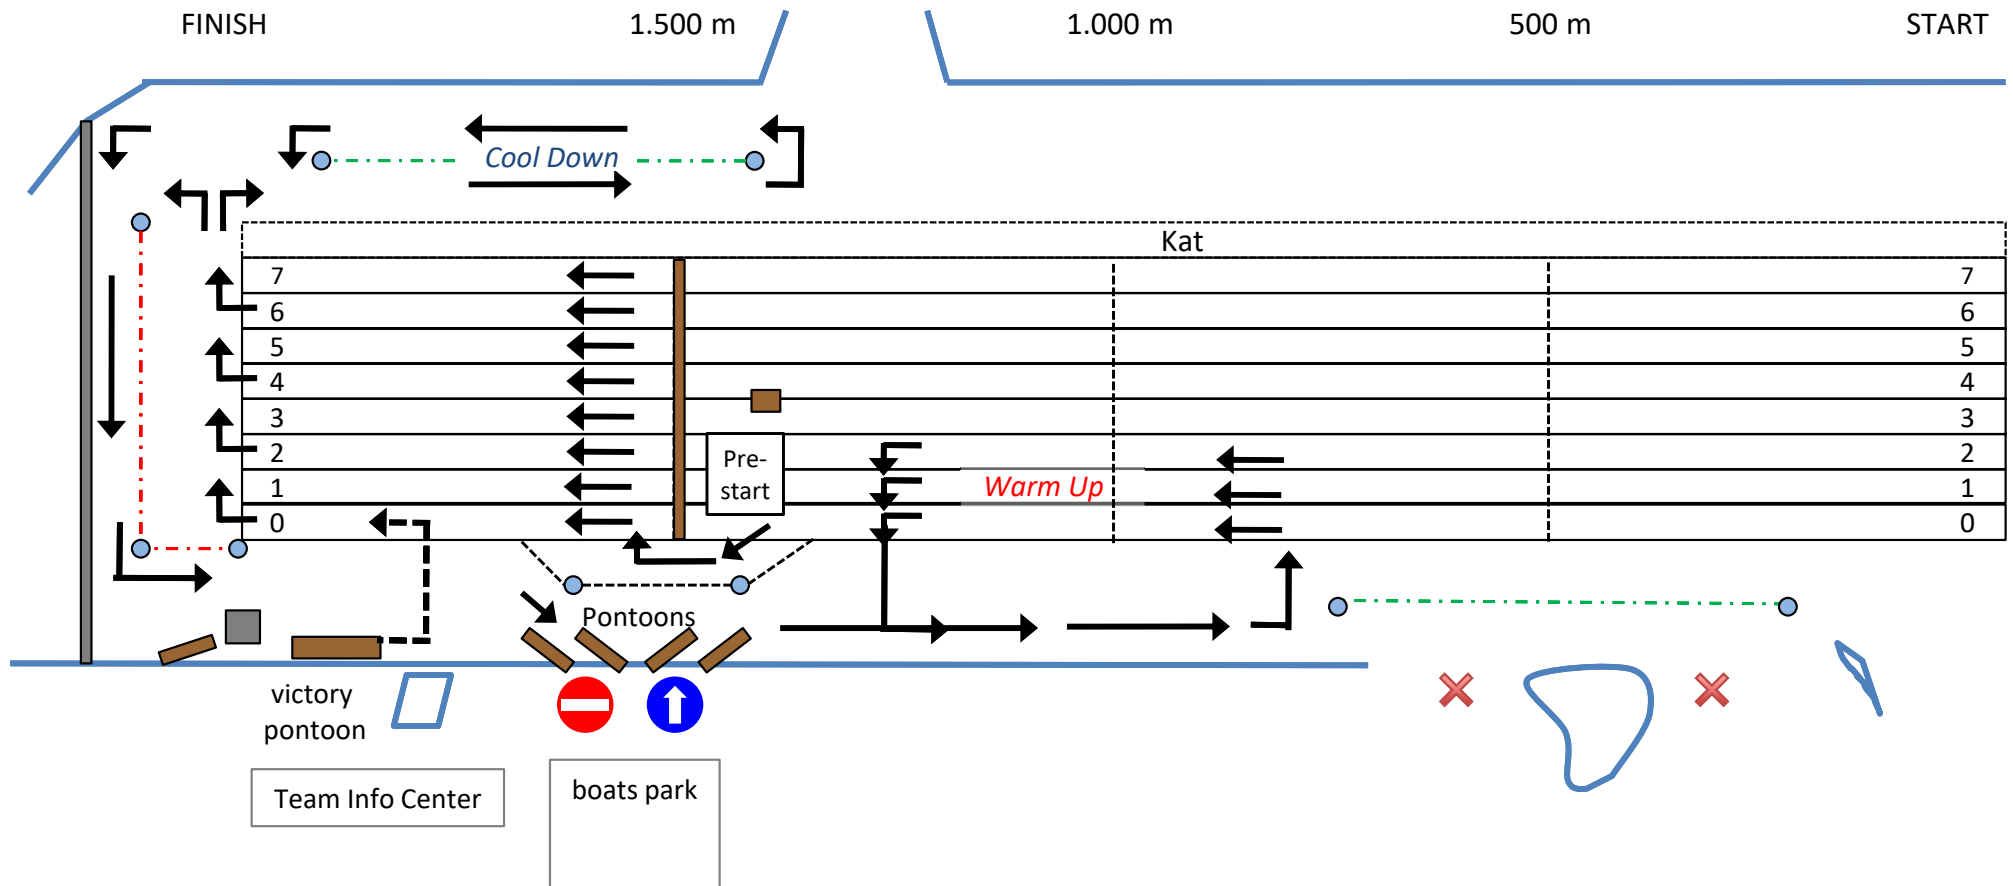 FINISH 1.500 m 1.000 m 500 m START
Cool Down
Kat
7 7
6 6
5 5
4 4
3 3
2 2
Pre-
start
1 Warm Up 1
0 0
Pontoons
victory
pontoon
Team Info Center
boats park